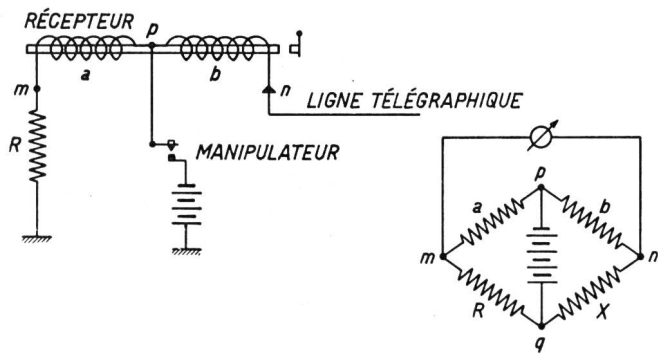 RÉCEPTEUR
p
a
b
m
n
LIGNE TÉLÉGRAPHIQUE
R
MANIPULATEUR
p
a
b
m
n
R
X
q